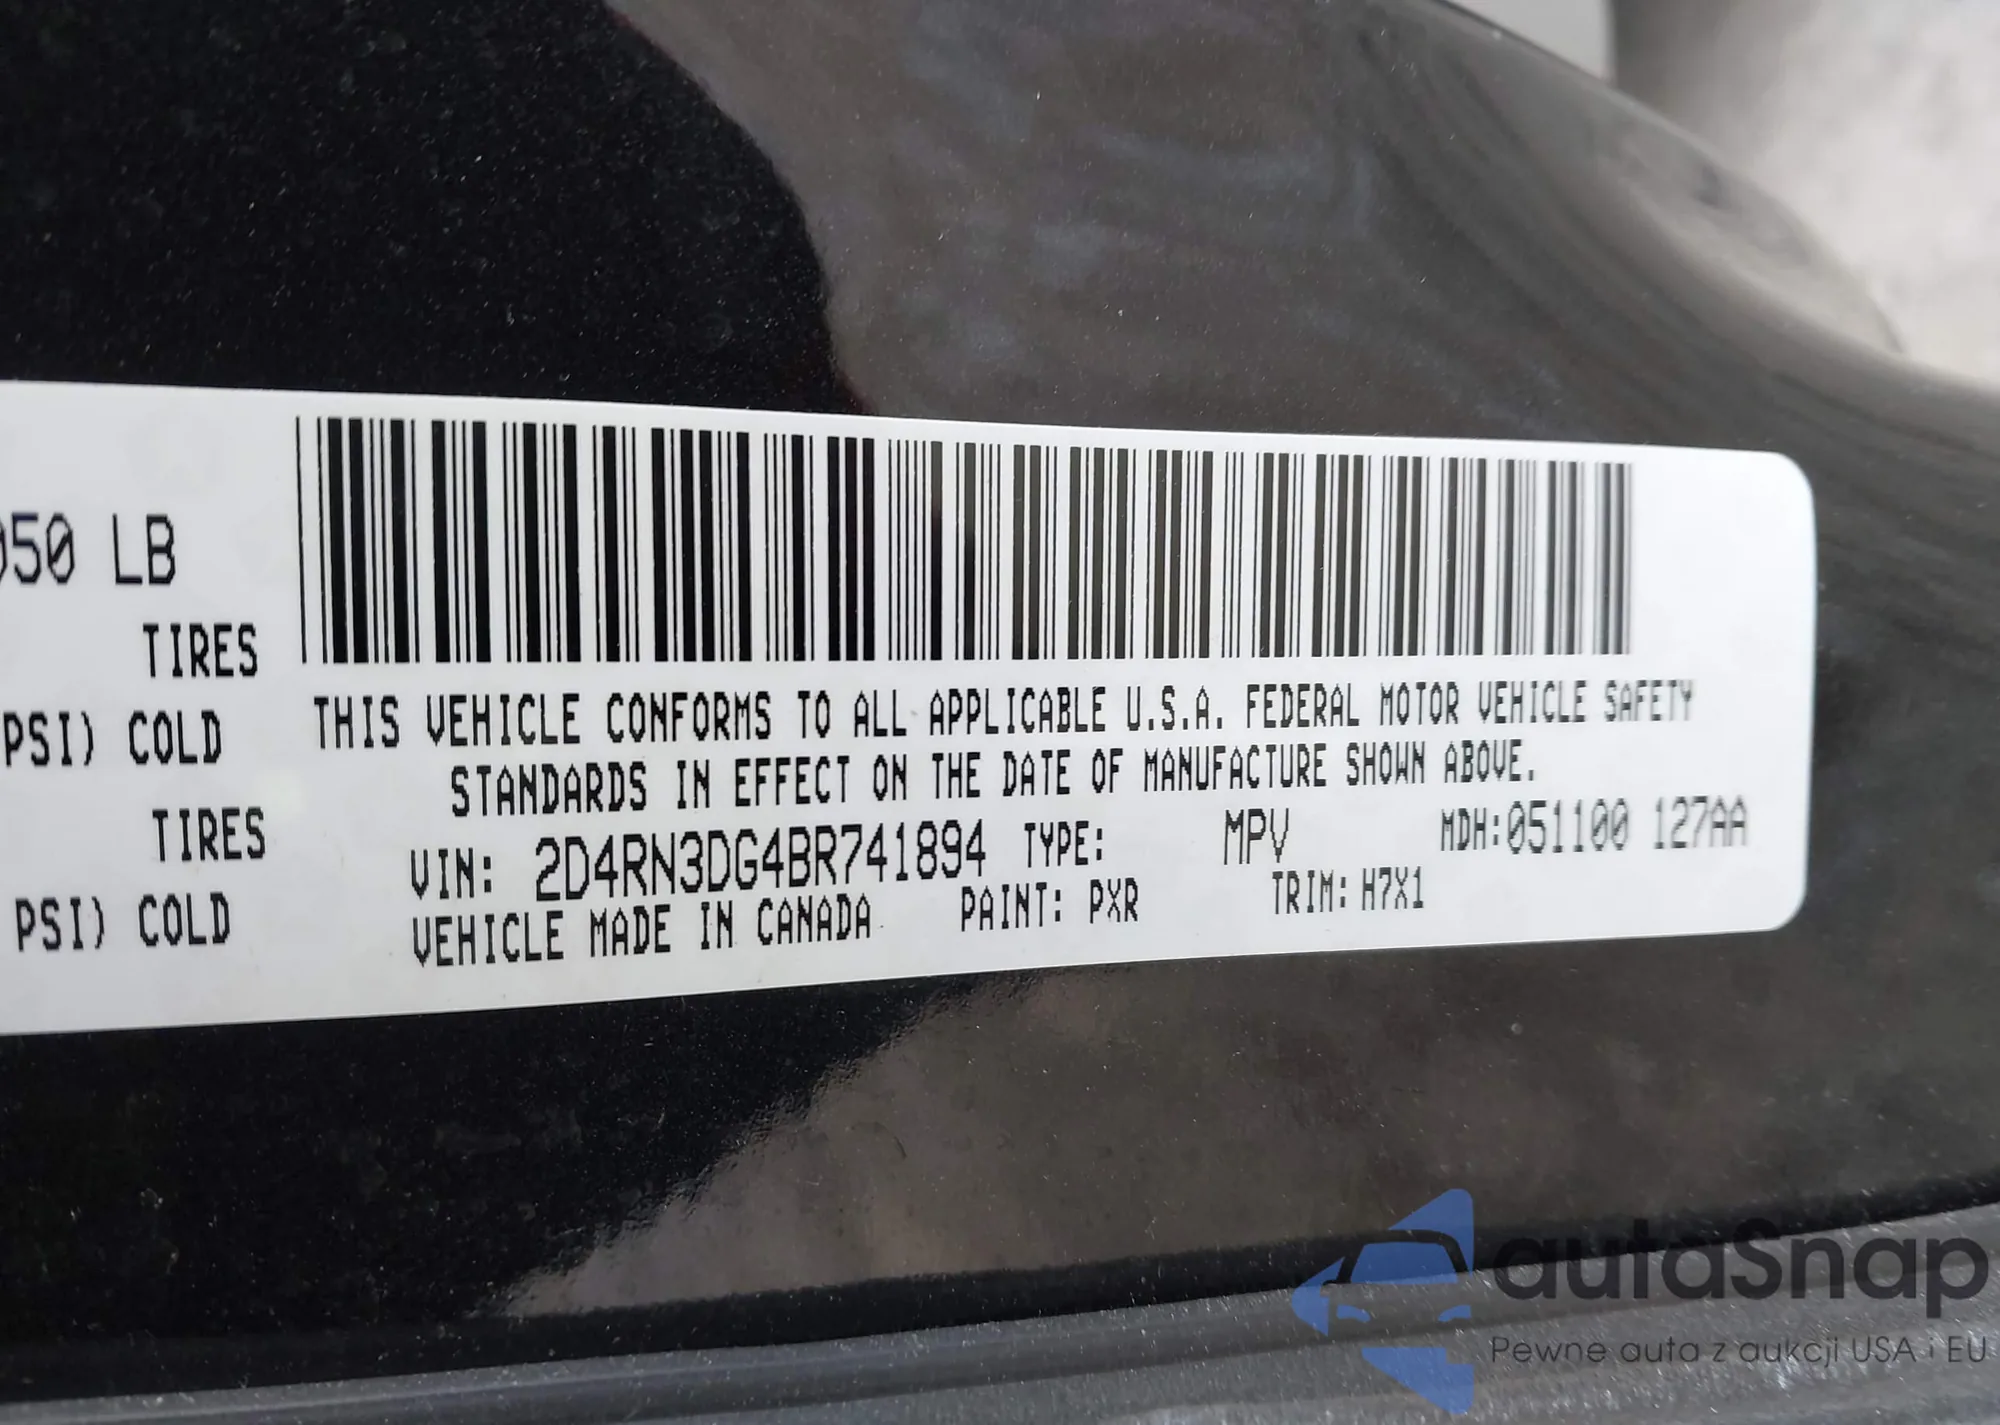 050 LB
TIRES
PSI) COLD
TIRES
PSI) COLD
THIS VEHICLE CONFORMS TO ALL APPLICABLE U.S.A. FEDERAL MOTOR VEHICLE SAFETY
STANDARDS IN EFFECT ON THE DATE OF MANUFACTURE SHOWN ABOVE.
VIN: 2D4RN3DG4BR741894 TYPE: MPV MDH:051100 127AA
VEHICLE MADE IN CANADA PAINT: PXR TRIM: H7X1
autaSnap
Pewne auta z aukcji USA i EU